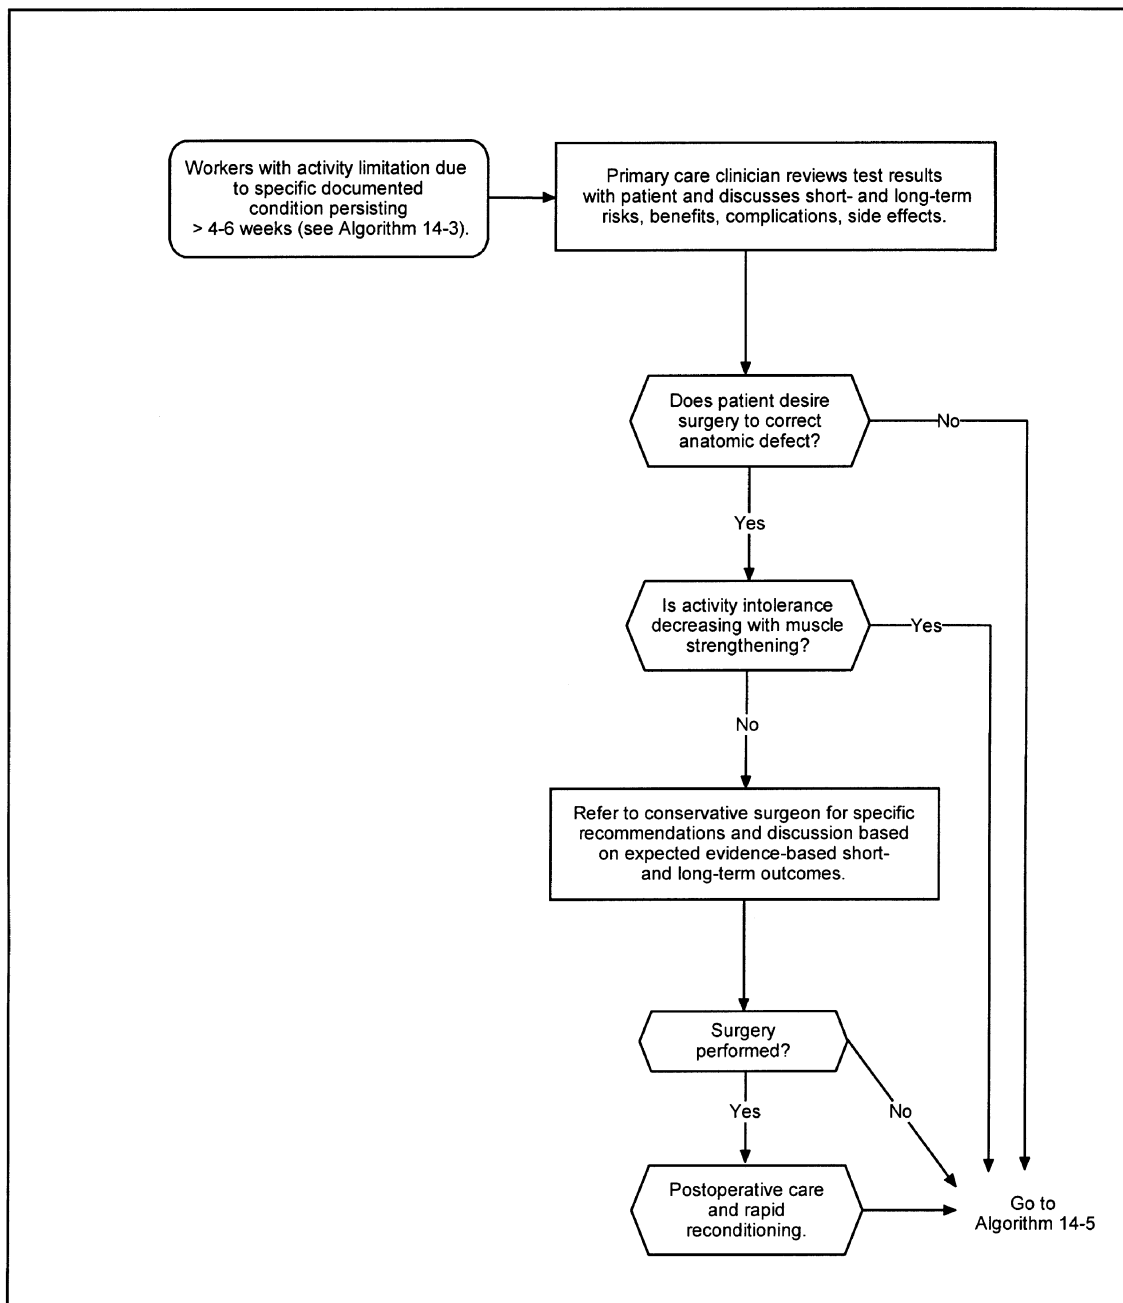 Workers with activity limitation due
to specific documented
condition persisting
> 4-6 weeks (see Algorithm 14-3).
Primary care clinician reviews test results
with patient and discusses short- and long-term
risks, benefits, complications, side effects.
Does patient desire
surgery to correct
anatomic defect?
No
Yes
Is activity intolerance
decreasing with muscle
strengthening?
Yes
No
Refer to conservative surgeon for specific
recommendations and discussion based
on expected evidence-based short-
and long-term outcomes.
Surgery
performed?
Yes
No
Postoperative care
and rapid
reconditioning.
Go to
Algorithm 14-5